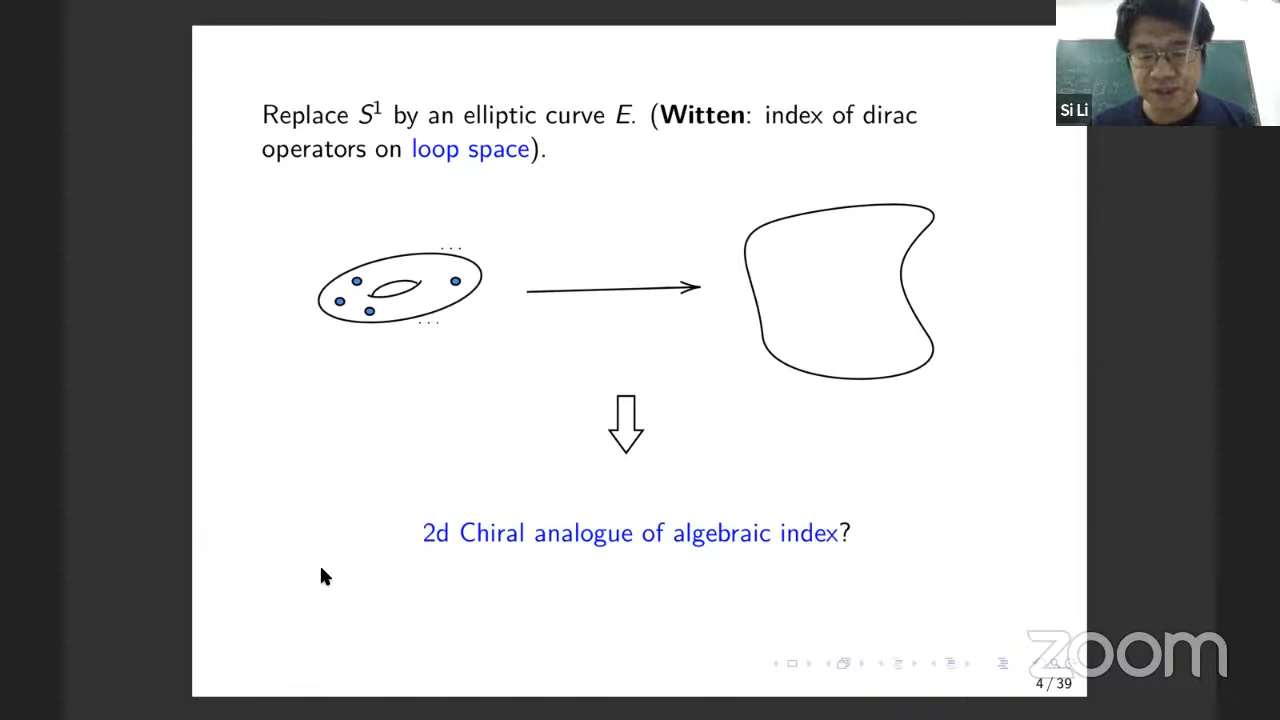 Replace S¹ by an elliptic curve E. (Witten: index of dirac
operators on loop space).
Si Li
. . .
. . .
2d Chiral analogue of algebraic index?
zoom
4 / 39